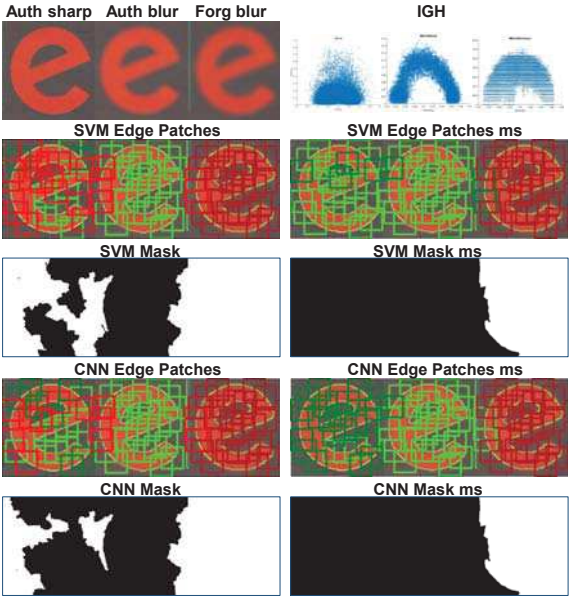 Auth sharp Auth blur Forg blur IGH
SVM Edge Patches SVM Edge Patches ms
SVM Mask SVM Mask ms
CNN Edge Patches CNN Edge Patches ms
CNN Mask CNN Mask ms